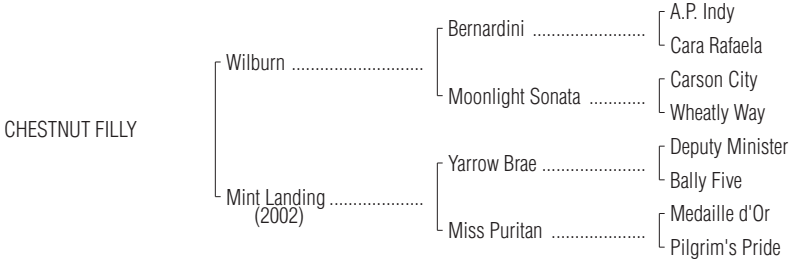 A.P. Indy
Bernardini ........................
Cara Rafaela
Wilburn ............................
Carson City
Moonlight Sonata ............
Wheatly Way
CHESTNUT FILLY
Deputy Minister
Yarrow Brae ......................
Bally Five
Mint Landing ....................
(2002)
Medaille d'Or
Miss Puritan ....................
Pilgrim's Pride